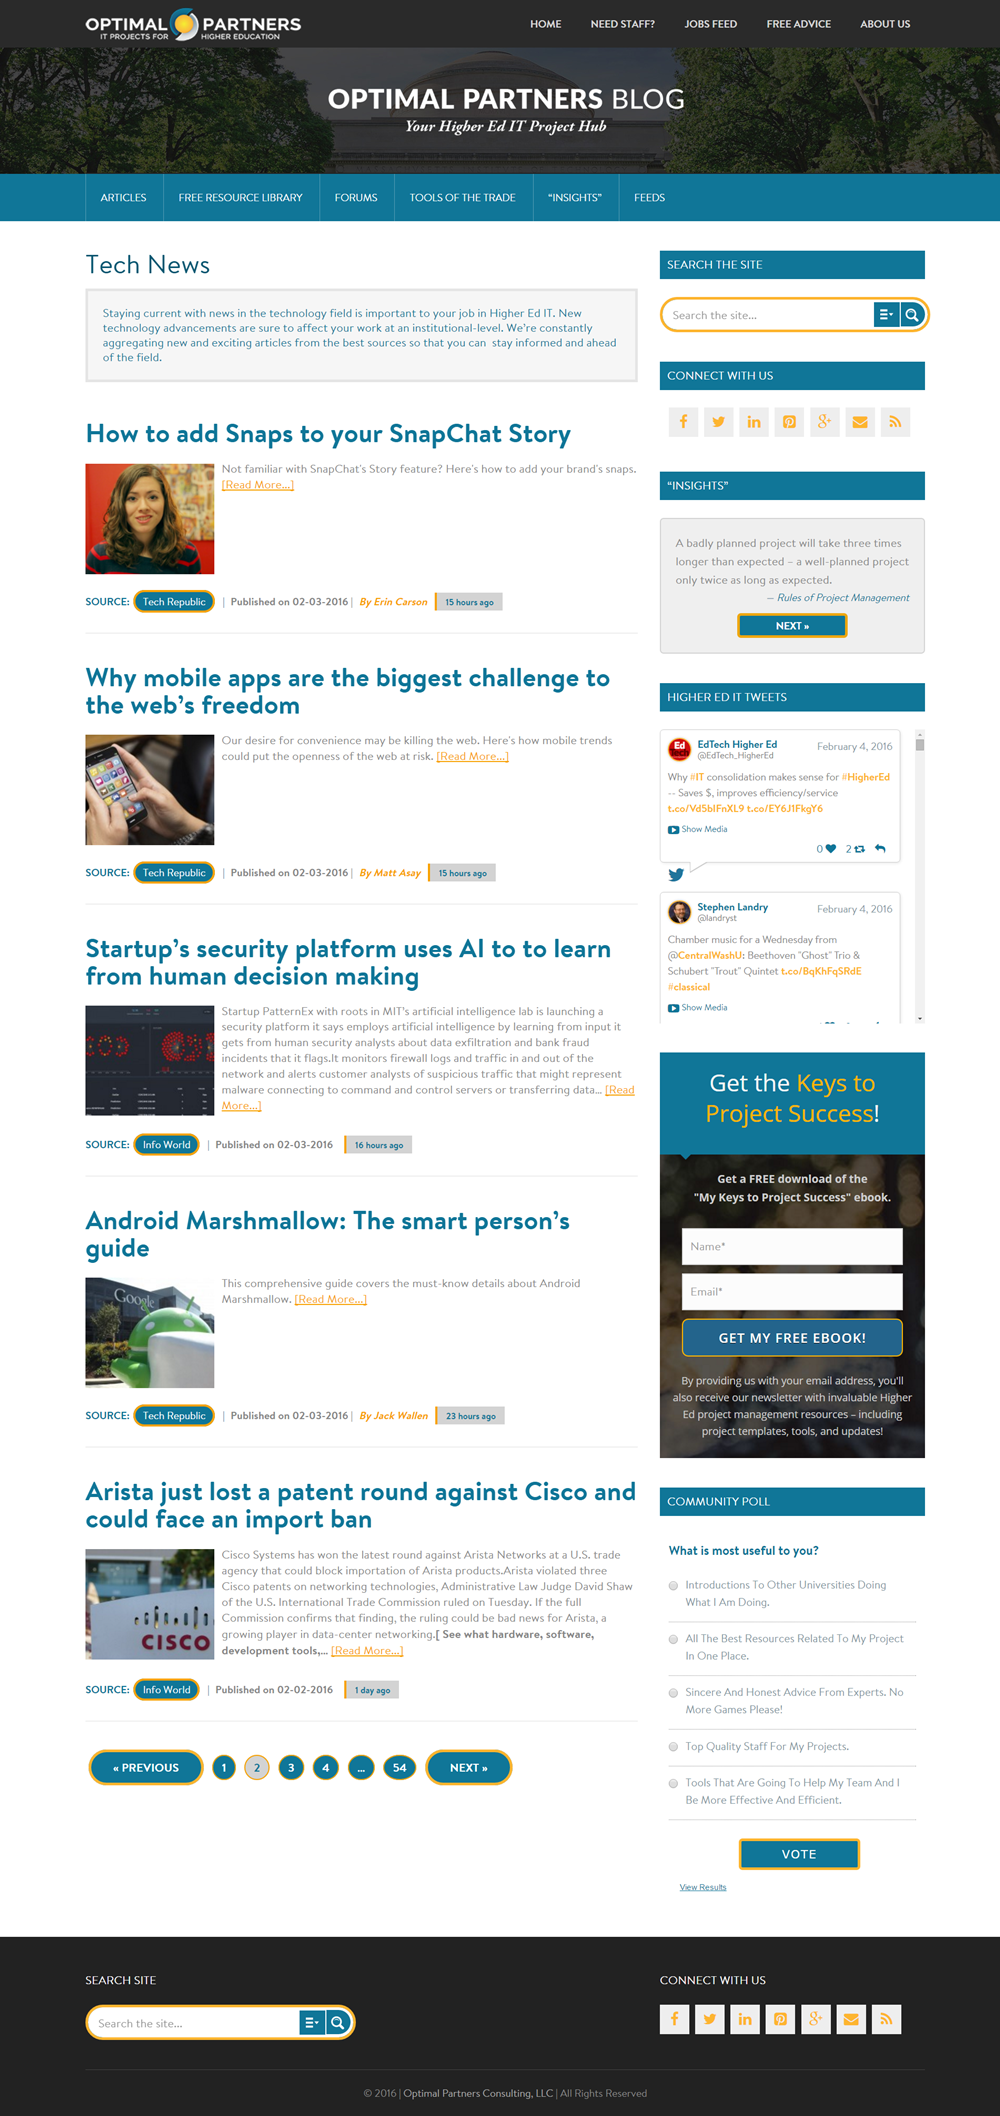 OPTIMAL PARTNERS
IT PROJECTS FOR HIGHER EDUCATION
HOME NEED STAFF? JOBS FEED FREE ADVICE ABOUT US
OPTIMAL PARTNERS BLOG
Your Higher Ed IT Project Hub
ARTICLES FREE RESOURCE LIBRARY FORUMS TOOLS OF THE TRADE “INSIGHTS” FEEDS
Tech News
Staying current with news in the technology field is important to your job in Higher Ed IT. New
technology advancements are sure to affect your work at an institutional-level. We’re constantly
aggregating new and exciting articles from the best sources so that you can stay informed and ahead
of the field.
How to add Snaps to your SnapChat Story
Not familiar with SnapChat's Story feature? Here's how to add your brand's snaps.
[Read More...]
SOURCE: Tech Republic | Published on 02-03-2016 | By Erin Carson 15 hours ago
Why mobile apps are the biggest challenge to
the web’s freedom
Our desire for convenience may be killing the web. Here's how mobile trends
could put the openness of the web at risk. [Read More...]
SOURCE: Tech Republic | Published on 02-03-2016 | By Matt Asay 15 hours ago
Startup’s security platform uses AI to to learn
from human decision making
Startup PatternEx with roots in MIT’s artificial intelligence lab is launching a
security platform it says employs artificial intelligence by learning from input it
gets from human security analysts about data exfiltration and bank fraud
incidents that it flags.It monitors firewall logs and traffic in and out of the
network and alerts customer analysts of suspicious traffic that might represent
malware connecting to command and control servers or transferring data... [Read
More...]
SOURCE: Info World | Published on 02-03-2016 16 hours ago
Android Marshmallow: The smart person’s
guide
Google
This comprehensive guide covers the must-know details about Android
Marshmallow. [Read More...]
SOURCE: Tech Republic | Published on 02-03-2016 | By Jack Wallen 23 hours ago
Arista just lost a patent round against Cisco and
could face an import ban
CISCO
Cisco Systems has won the latest round against Arista Networks at a U.S. trade
agency that could block importation of Arista products.Arista violated three
Cisco patents on networking technologies, Administrative Law Judge David Shaw
of the U.S. International Trade Commission ruled on Tuesday. If the full
Commission confirms that finding, the ruling could be bad news for Arista, a
growing player in data-center networking.[ See what hardware, software,
development tools,... [Read More...]
SOURCE: Info World | Published on 02-02-2016 1 day ago
« PREVIOUS 1 2 3 4 ... 54 NEXT »
SEARCH THE SITE
Search the site...
CONNECT WITH US
“INSIGHTS”
A badly planned project will take three times
longer than expected – a well-planned project
only twice as long as expected.
— Rules of Project Management
NEXT »
HIGHER ED IT TWEETS
Ed Tech
EdTech Higher Ed February 4, 2016
@EdTech_HigherEd
Why #IT consolidation makes sense for #HigherEd
-- Saves $, improves efficiency/service
t.co/Vd5bIFnXL9 t.co/EY6J1FkgY6
Show Media
0 2
Stephen Landry February 4, 2016
@landryst
Chamber music for a Wednesday from
@CentralWashU: Beethoven "Ghost" Trio &
Schubert "Trout" Quintet t.co/BqKhFqSRdE
#classical
Show Media
Get the Keys to
Project Success!
Get a FREE download of the
"My Keys to Project Success" ebook.
Name*
Email*
GET MY FREE EBOOK!
By providing us with your email address, you'll
also receive our newsletter with invaluable Higher
Ed project management resources – including
project templates, tools, and updates!
COMMUNITY POLL
What is most useful to you?
Introductions To Other Universities Doing
What I Am Doing.
All The Best Resources Related To My Project
In One Place.
Sincere And Honest Advice From Experts. No
More Games Please!
Top Quality Staff For My Projects.
Tools That Are Going To Help My Team And I
Be More Effective And Efficient.
VOTE
View Results
SEARCH SITE
Search the site...
CONNECT WITH US
© 2016 | Optimal Partners Consulting, LLC | All Rights Reserved